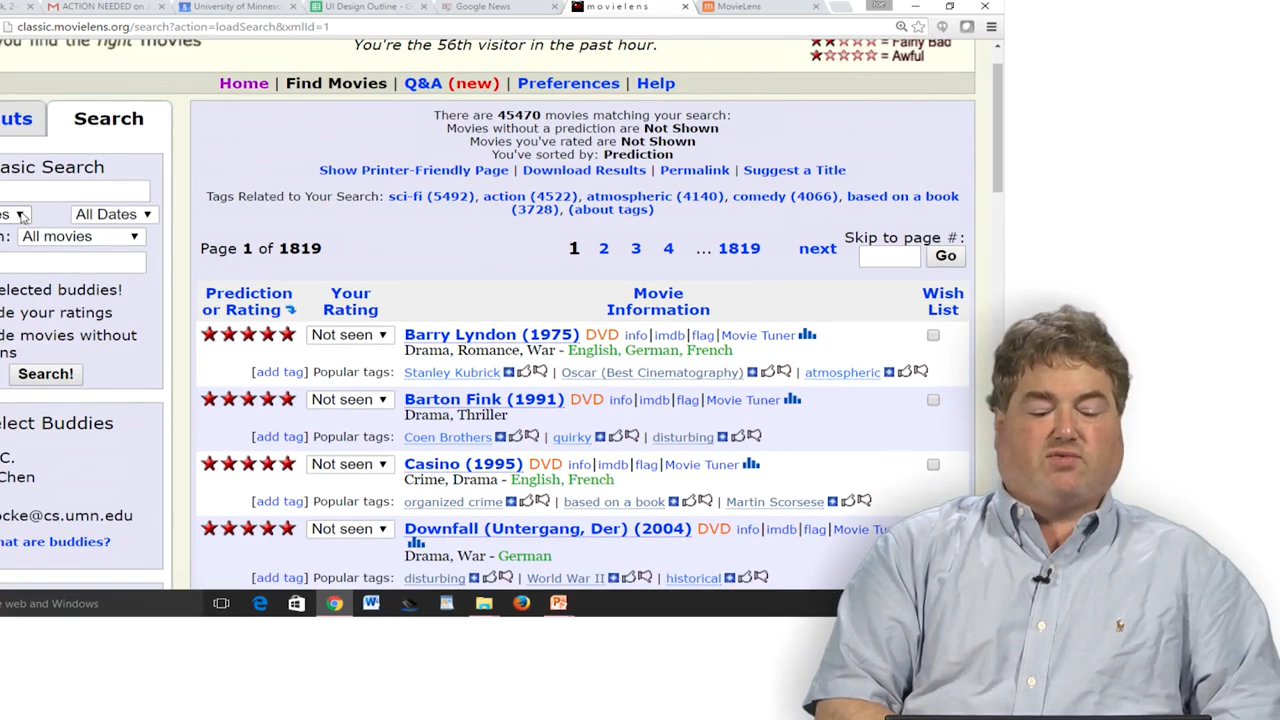 ACTION NEEDED on J
University of Minnes
UI Design Outline - G
Google News
movielens
MovieLens
classic.movielens.org/search?action=loadSearch&xmlId=1
you find the right movies
You're the 56th visitor in the past hour.
= Fairly Bad
= Awful
Home | Find Movies | Q&A (new) | Preferences | Help
uts
Search
asic Search
es
All Dates
n:
All movies
elected buddies!
de your ratings
de movies without
ns
Search!
elect Buddies
C.
Chen
ocke@cs.umn.edu
hat are buddies?
There are 45470 movies matching your search:
Movies without a prediction are Not Shown
Movies you've rated are Not Shown
You've sorted by: Prediction
Show Printer-Friendly Page | Download Results | Permalink | Suggest a Title
Tags Related to Your Search: sci-fi (5492), action (4522), atmospheric (4140), comedy (4066), based on a book
(3728), (about tags)
Page 1 of 1819
1 2 3 4 ... 1819 next
Skip to page #:
Go
Prediction
or Rating
Your
Rating
Movie
Information
Wish
List
Not seen
Barry Lyndon (1975) DVD info|imdb|flag|Movie Tuner
Drama, Romance, War - English, German, French
[add tag] Popular tags: Stanley Kubrick | Oscar (Best Cinematography) | atmospheric
Not seen
Barton Fink (1991) DVD info|imdb|flag|Movie Tuner
Drama, Thriller
[add tag] Popular tags: Coen Brothers | quirky | disturbing
Not seen
Casino (1995) DVD info|imdb|flag|Movie Tuner
Crime, Drama - English, French
[add tag] Popular tags: organized crime | based on a book | Martin Scorsese
Not seen
Downfall (Untergang, Der) (2004) DVD info|imdb|flag|Movie Tu
Drama, War - German
[add tag] Popular tags: disturbing | World War II | historical
e web and Windows